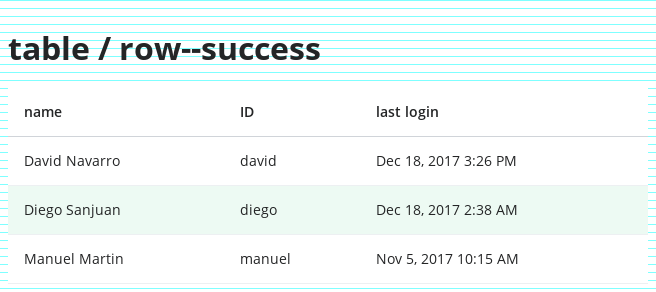 table / row--success
name ID last login
David Navarro david Dec 18, 2017 3:26 PM
Diego Sanjuan diego Dec 18, 2017 2:38 AM
Manuel Martin manuel Nov 5, 2017 10:15 AM